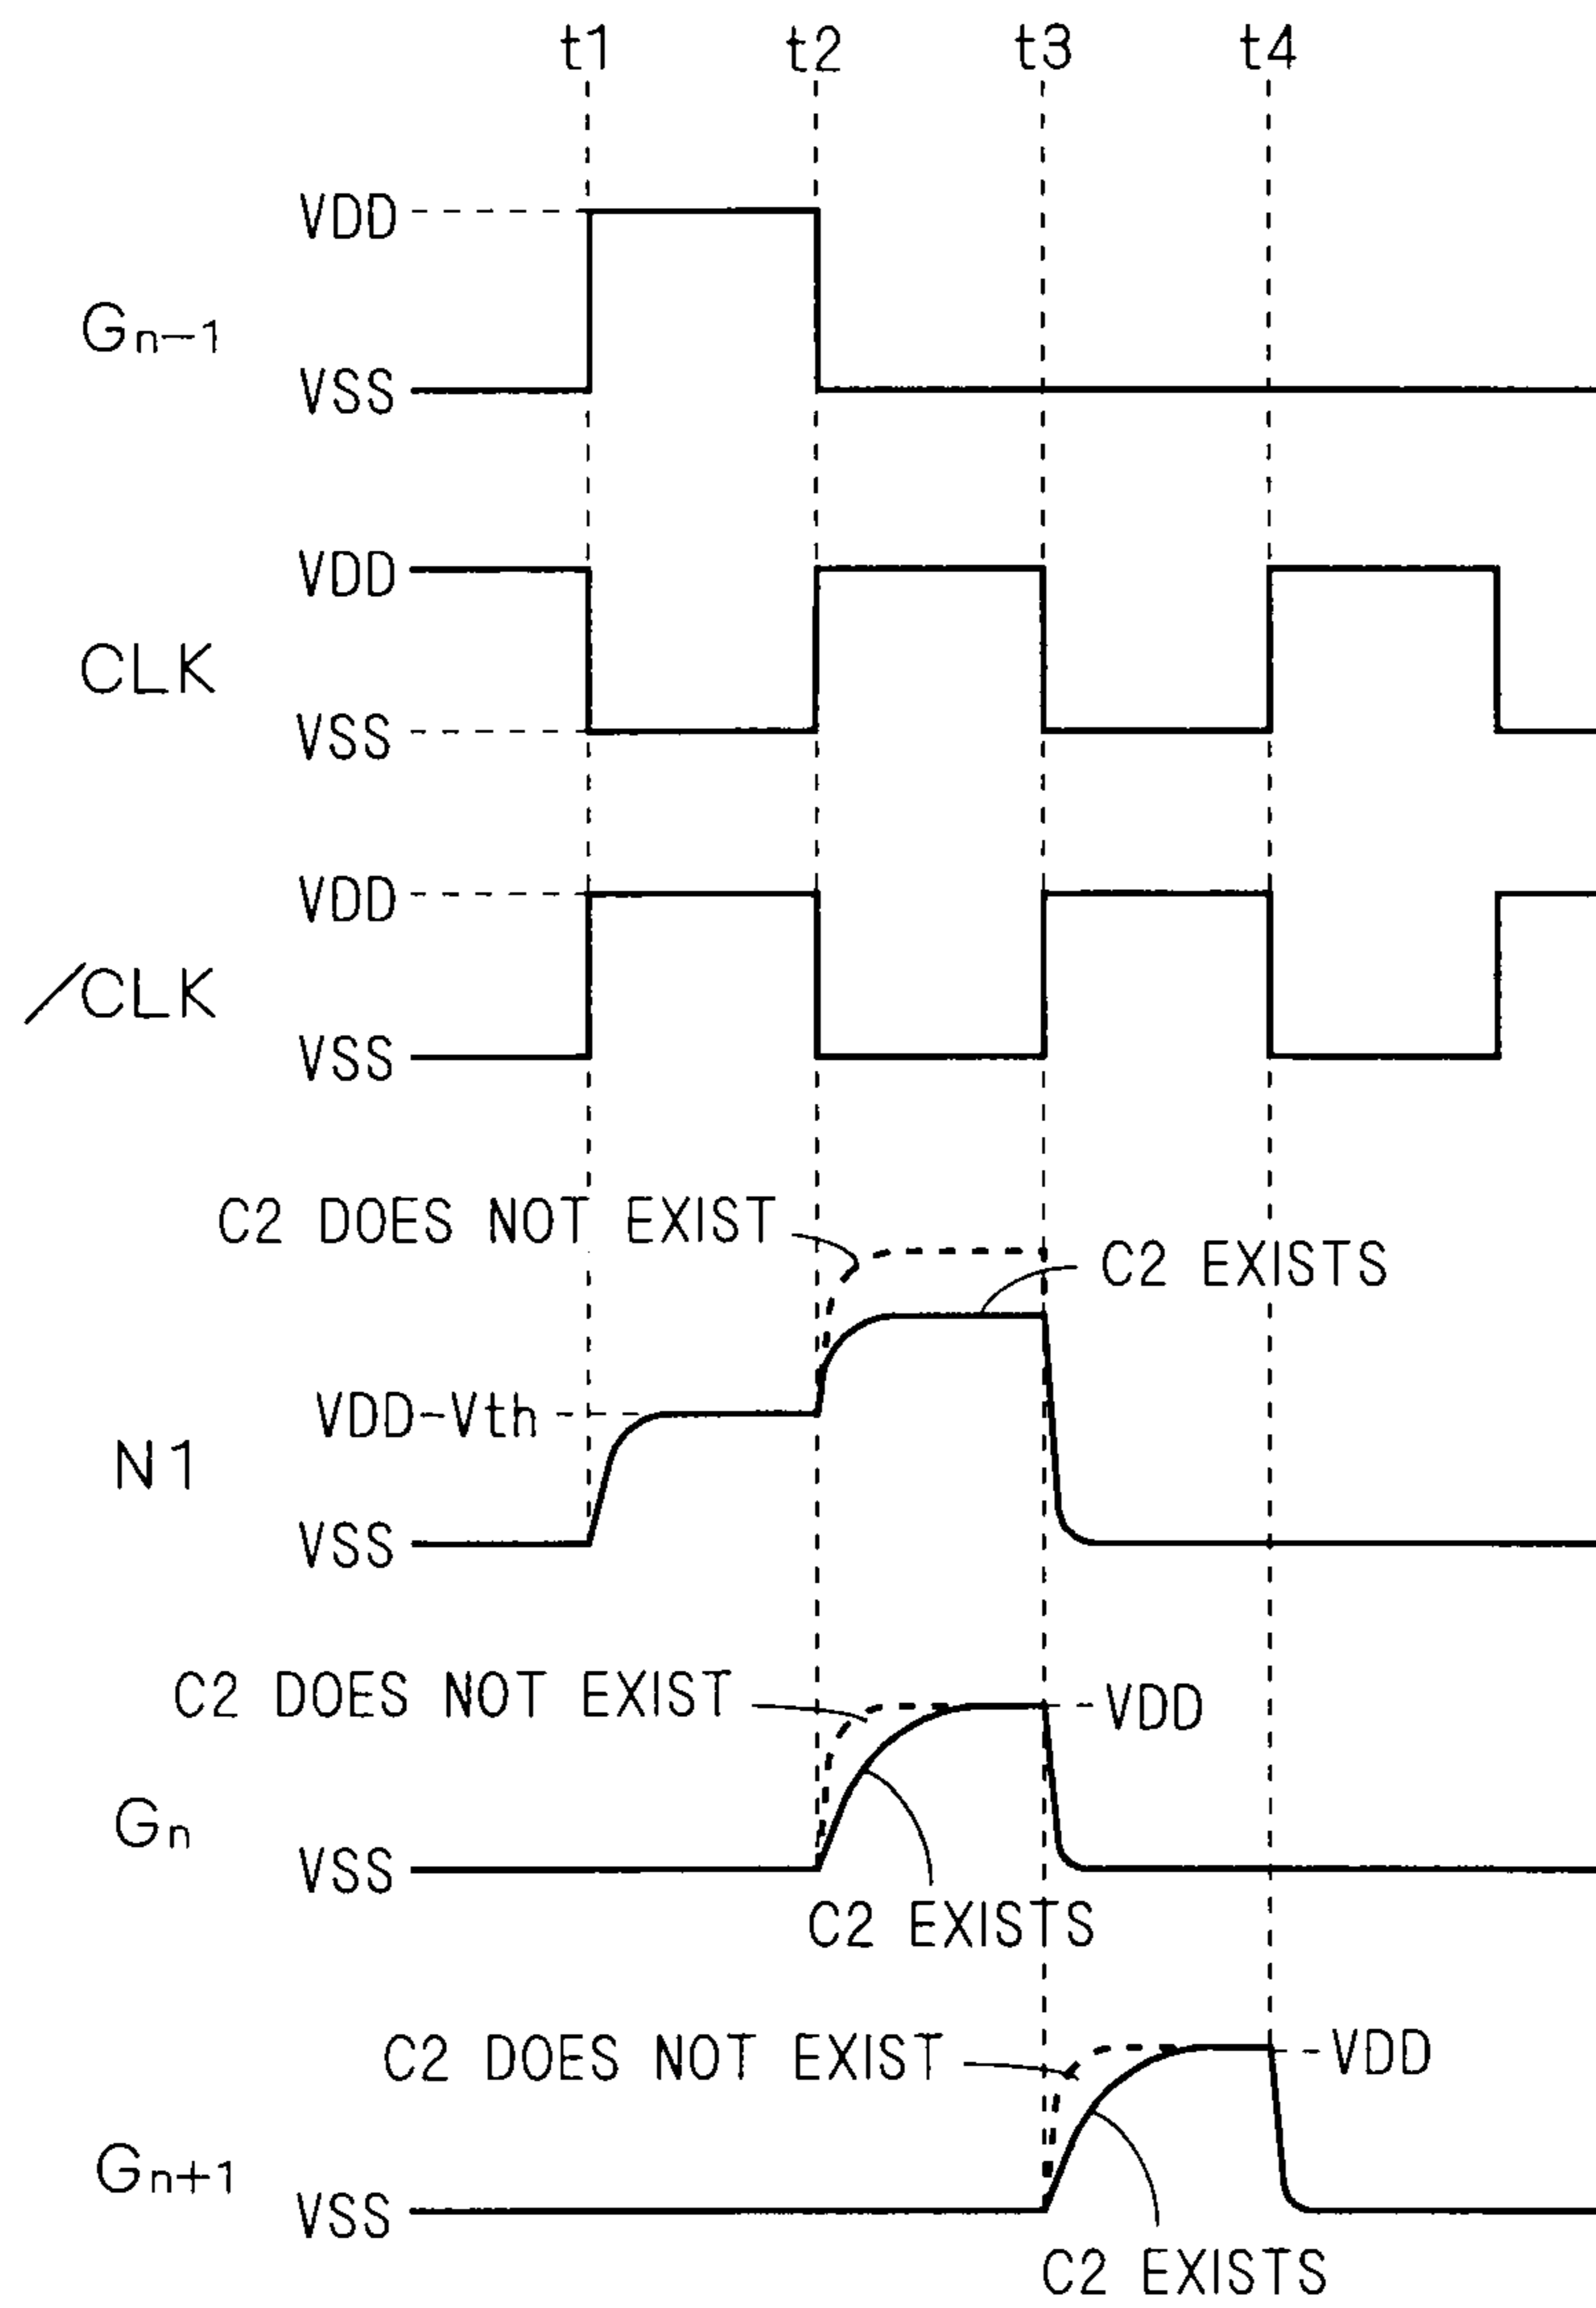 t1 t2 t3 t4
VDD
Gn-1
VSS
VDD
CLK
VSS
VDD
/CLK
VSS
C2 DOES NOT EXIST
C2 EXISTS
VDD-Vth
N1
VSS
C2 DOES NOT EXIST
VDD
Gn
VSS
C2 EXISTS
C2 DOES NOT EXIST
VDD
Gn+1
VSS
C2 EXISTS